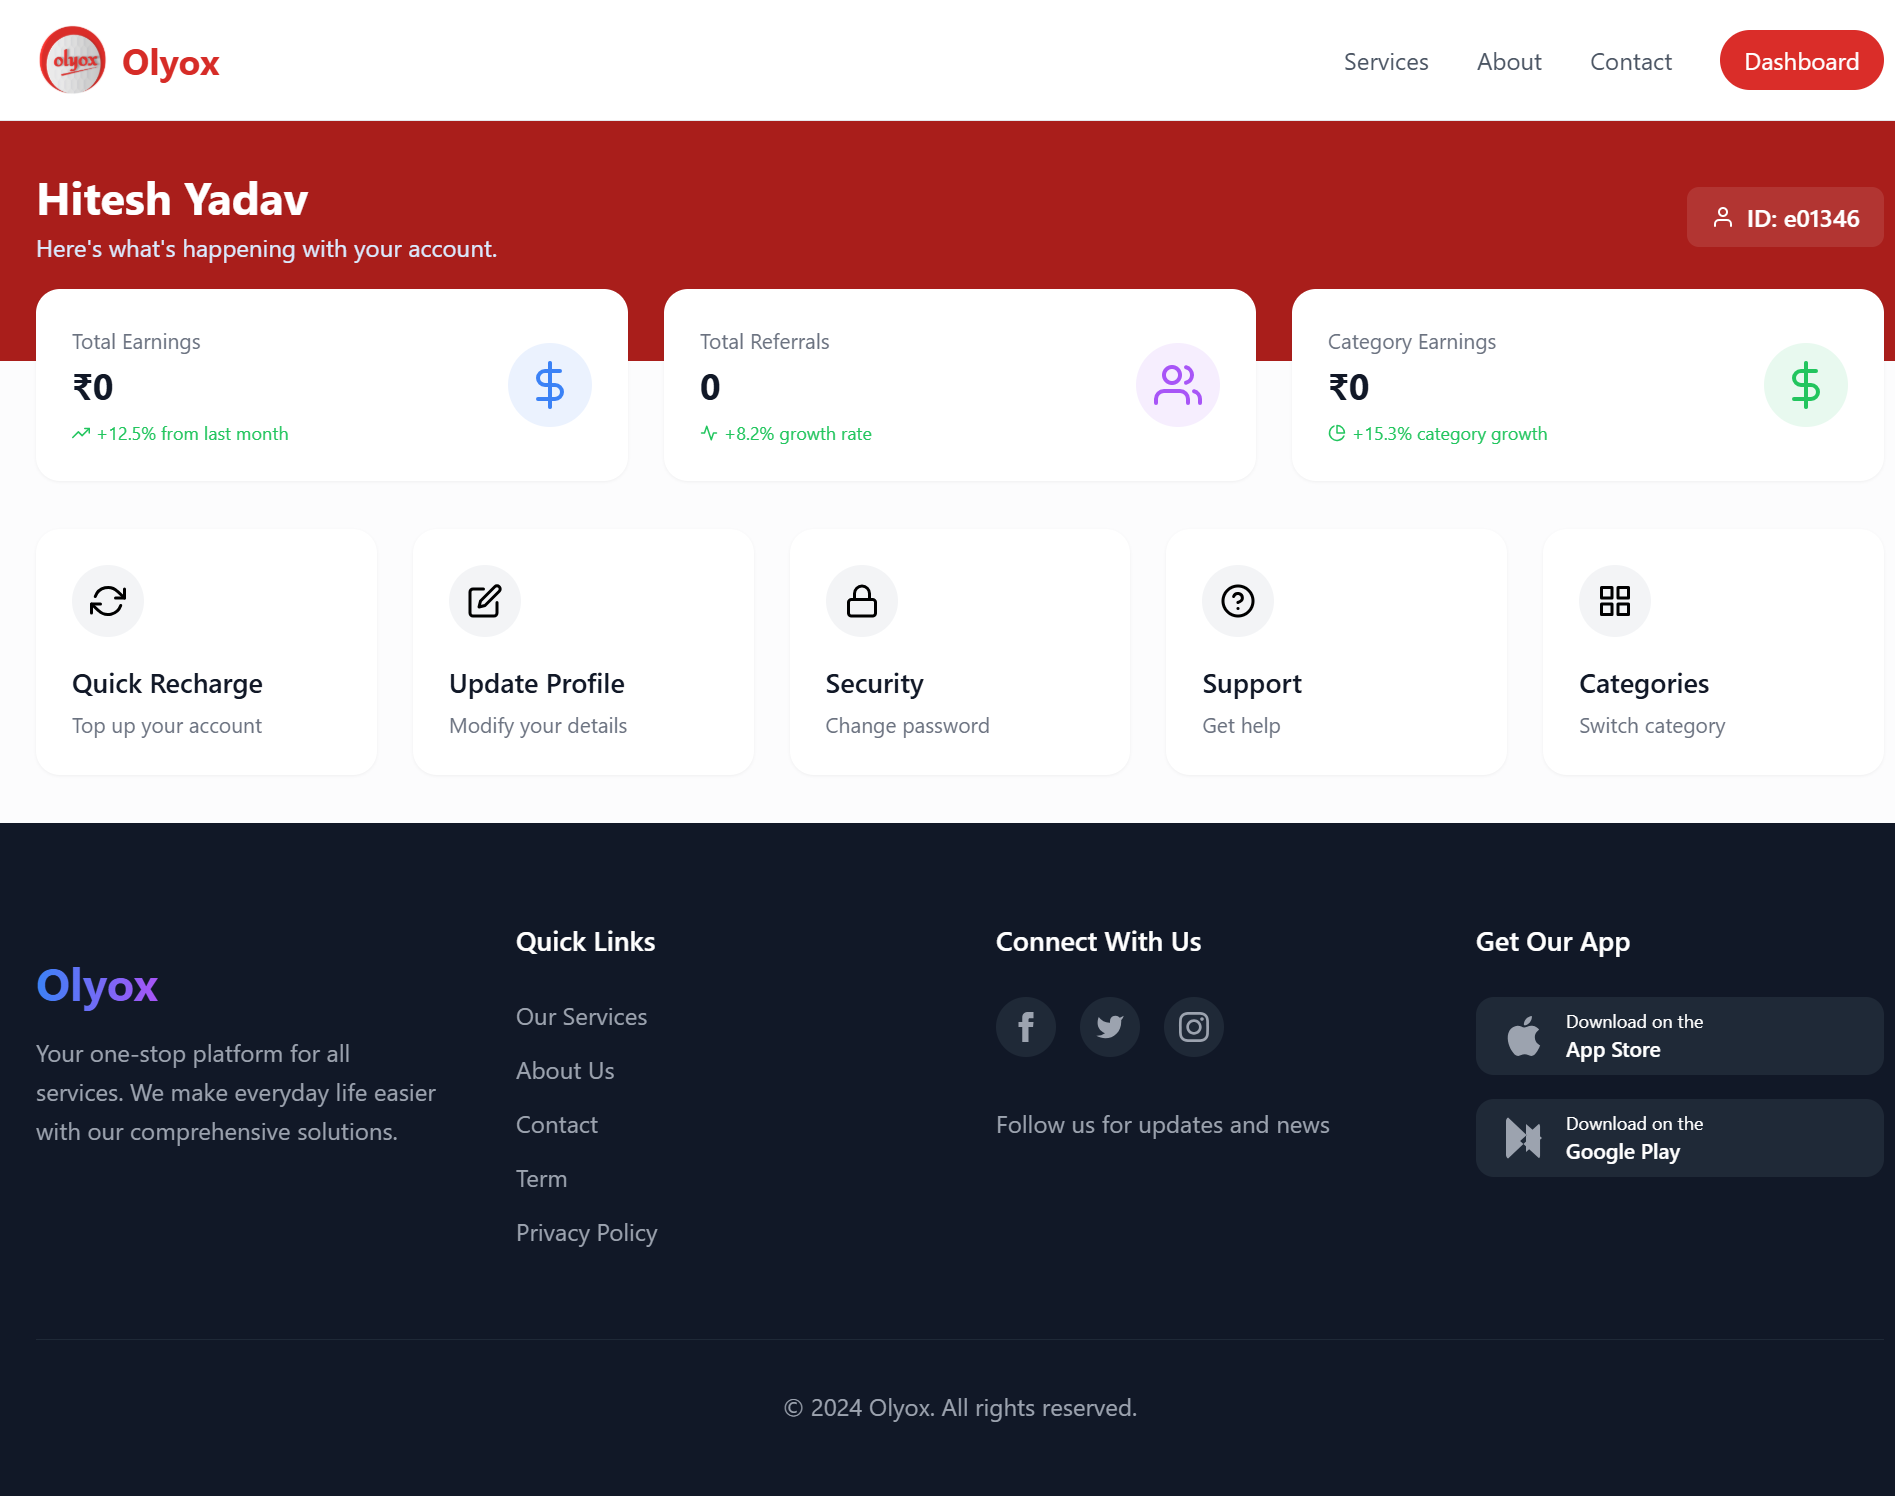 olyox
Olyox
Services
About
Contact
Dashboard
Hitesh Yadav
Here's what's happening with your account.
ID: e01346
Total Earnings
₹0
+12.5% from last month
Total Referrals
0
+8.2% growth rate
Category Earnings
₹0
+15.3% category growth
Quick Recharge
Top up your account
Update Profile
Modify your details
Security
Change password
Support
Get help
Categories
Switch category
Olyox
Your one-stop platform for all
services. We make everyday life easier
with our comprehensive solutions.
Quick Links
Our Services
About Us
Contact
Term
Privacy Policy
Connect With Us
Follow us for updates and news
Get Our App
Download on the
App Store
Download on the
Google Play
© 2024 Olyox. All rights reserved.